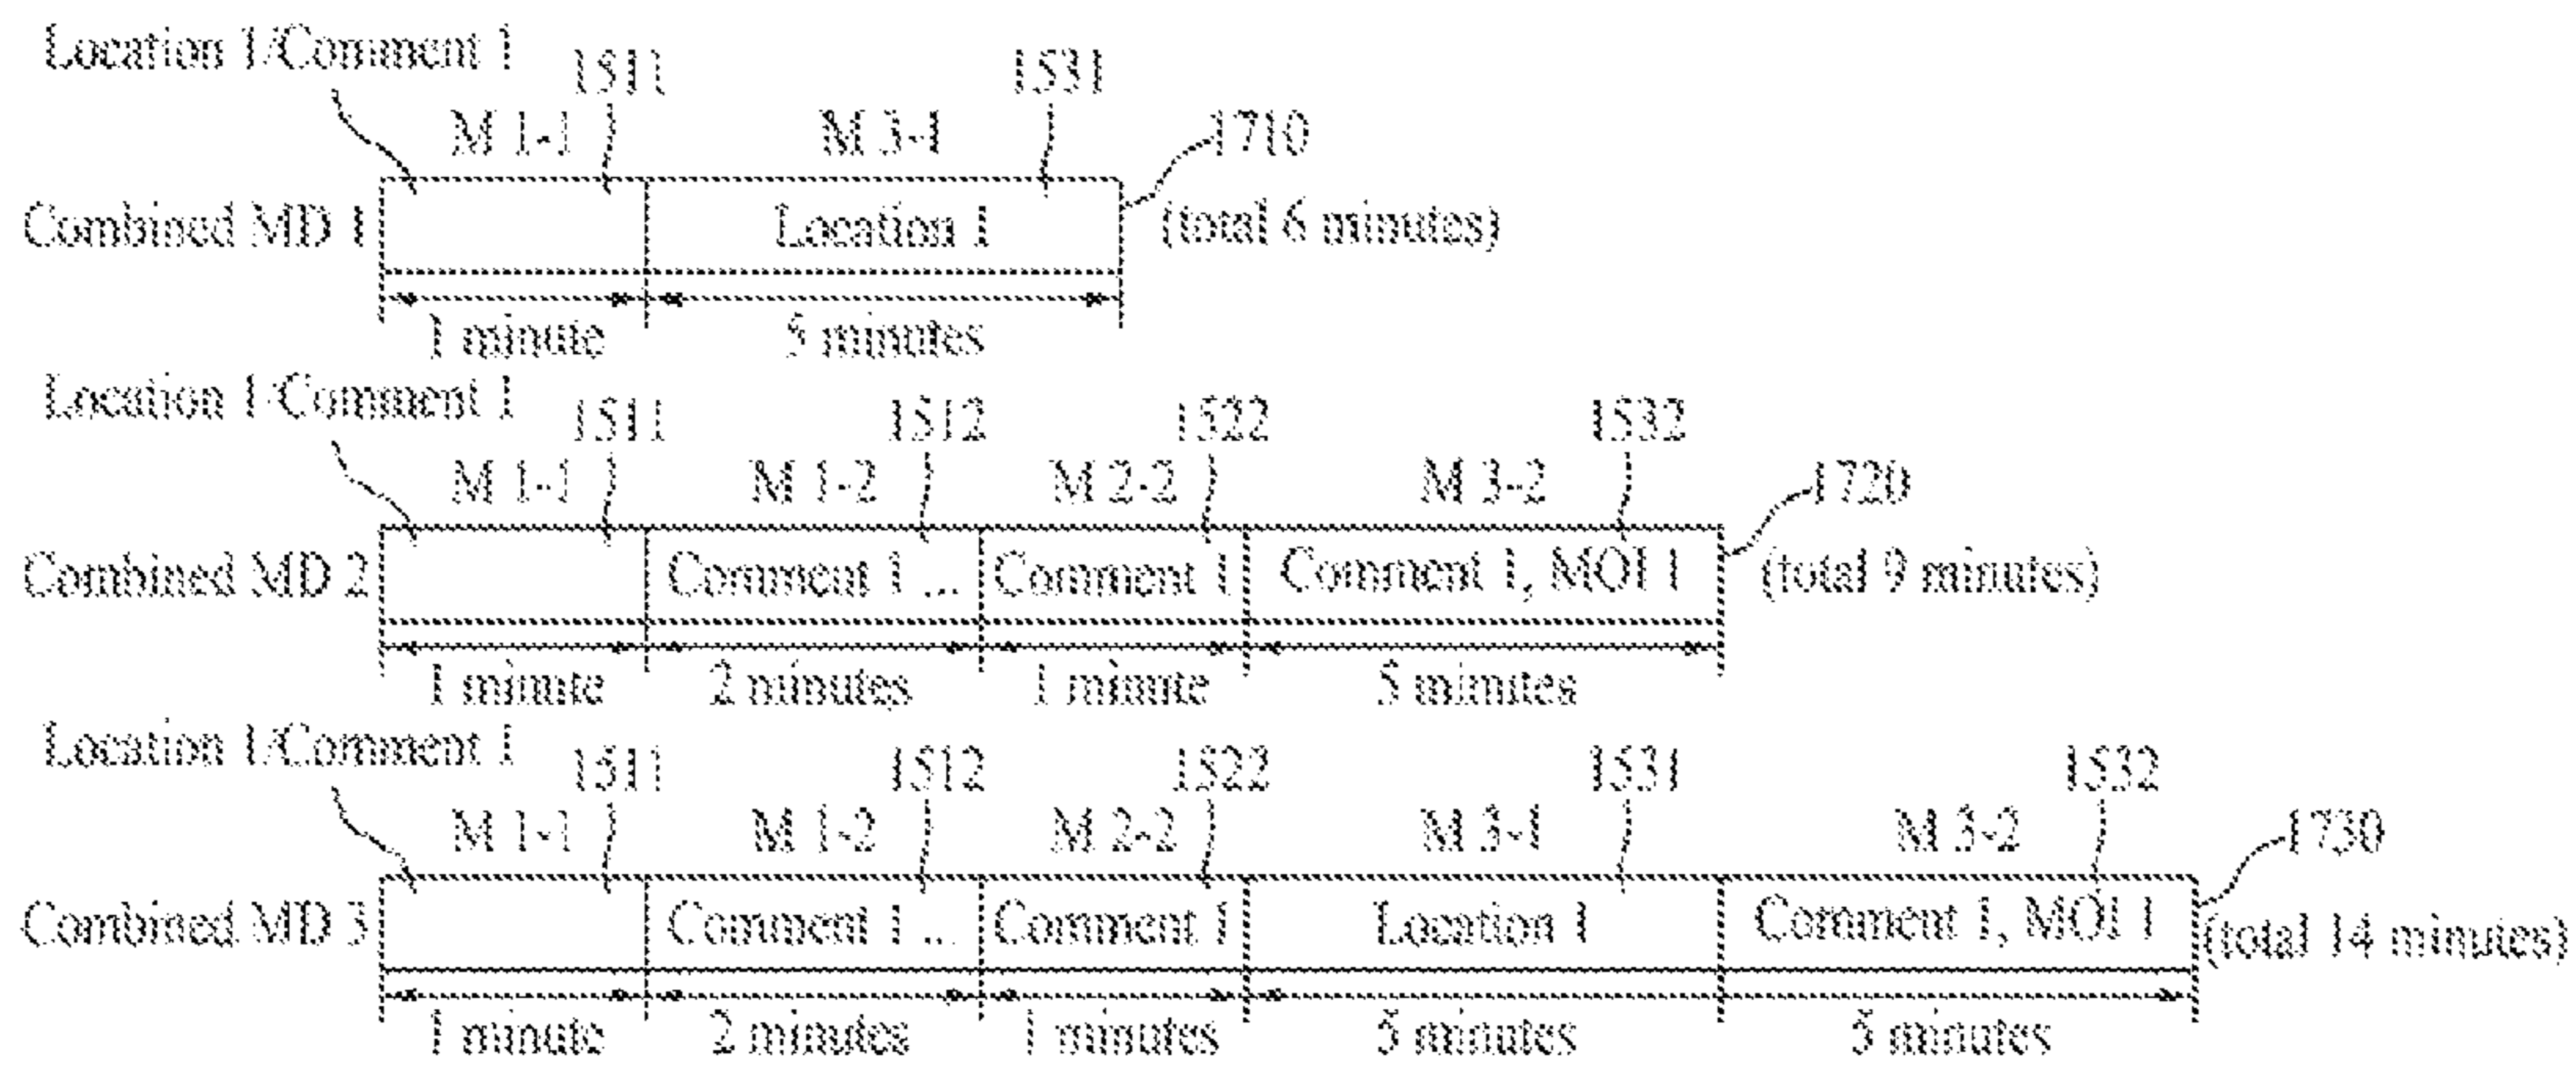 Location 1/Comment 1
1511
1531
M 1-1
M 3-1
1710
Combined MD 1
Location 1
(total 6 minutes)
1 minute
5 minutes
Location 1/Comment 1
1511
1512
1522
1532
M 1-1
M 1-2
M 2-2
M 3-2
1720
Combined MD 2
Comment 1 ...
Comment 1
Comment 1, MOI 1
(total 9 minutes)
1 minute
2 minutes
1 minute
5 minutes
Location 1/Comment 1
1511
1512
1522
1531
1532
M 1-1
M 1-2
M 2-2
M 3-1
M 3-2
1730
Combined MD 3
Comment 1 ...
Comment 1
Location 1
Comment 1, MOI 1
(total 14 minutes)
1 minute
2 minutes
1 minutes
5 minutes
5 minutes